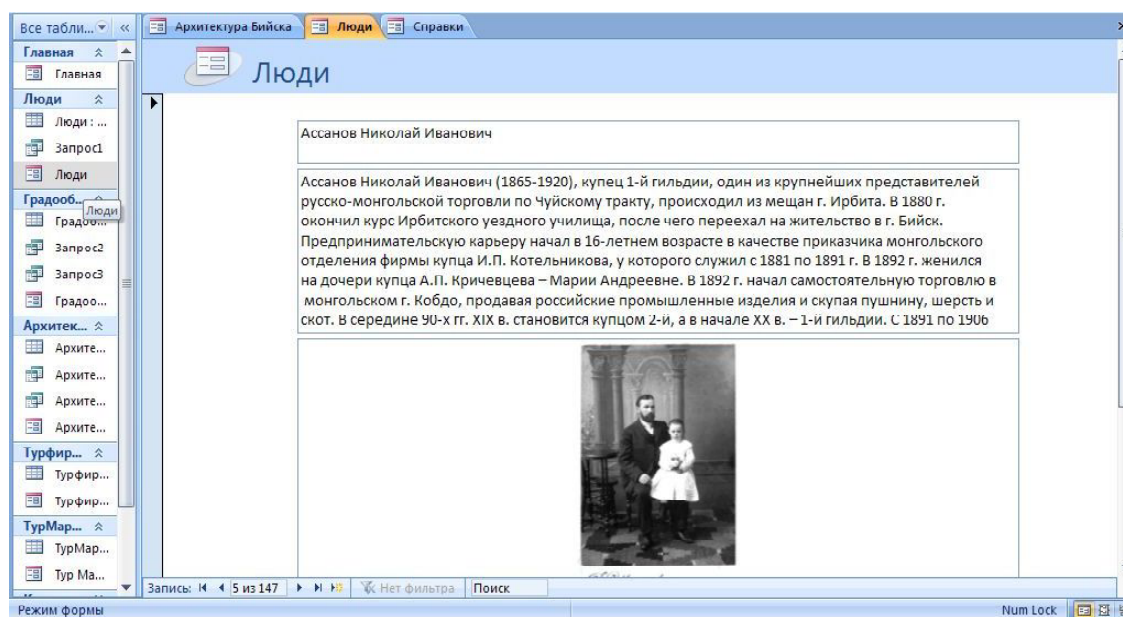 Все табли...
Архитектура Бийска
Люди
Справки
Главная
Главная
Люди
Люди : ...
Запрос1
Люди
Градооб...
Люди
Градоо...
Запрос2
Запрос3
Градоо...
Архитек...
Архите...
Архите...
Архите...
Архите...
Турфир...
Турфир...
Турфир...
ТурМар...
ТурМар...
Тур Ма...
Люди
Ассанов Николай Иванович
Ассанов Николай Иванович (1865-1920), купец 1-й гильдии, один из крупнейших представителей
русско-монгольской торговли по Чуйскому тракту, происходил из мещан г. Ирбита. В 1880 г.
окончил курс Ирбитского уездного училища, после чего переехал на жительство в г. Бийск.
Предпринимательскую карьеру начал в 16-летнем возрасте в качестве приказчика монгольского
отделения фирмы купца И.П. Котельникова, у которого служил с 1881 по 1891 г. В 1892 г. женился
на дочери купца А.П. Кричевцева – Марии Андреевне. В 1892 г. начал самостоятельную торговлю в
монгольском г. Кобдо, продавая российские промышленные изделия и скупая пушнину, шерсть и
скот. В середине 90-х гг. XIX в. становится купцом 2-й, а в начале XX в. – 1-й гильдии. С 1891 по 1906
Запись: 5 из 147 Нет фильтра Поиск
Режим формы
Num Lock